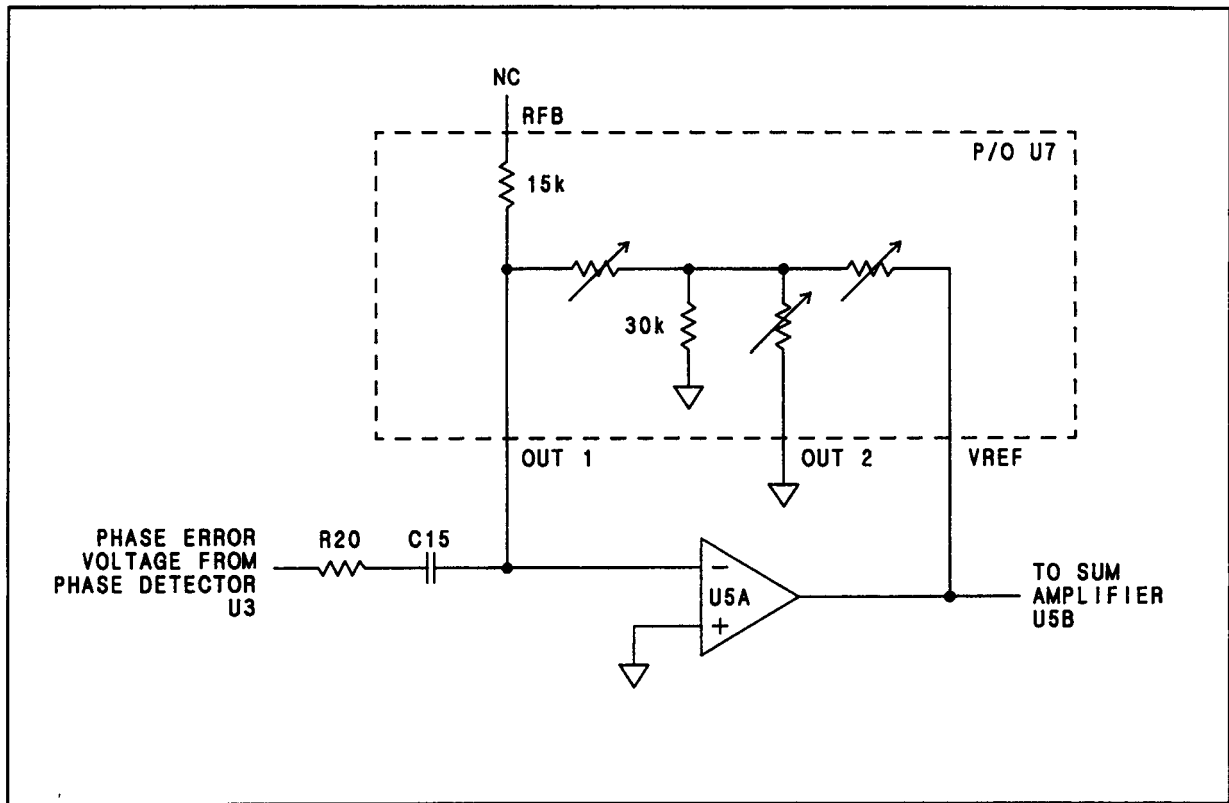 NC
RFB
P/O U7
15k
30k
OUT 1
OUT 2
VREF
PHASE ERROR
VOLTAGE FROM
PHASE DETECTOR
U3
R20
C15
−
U5A
+
TO SUM
AMPLIFIER
U5B